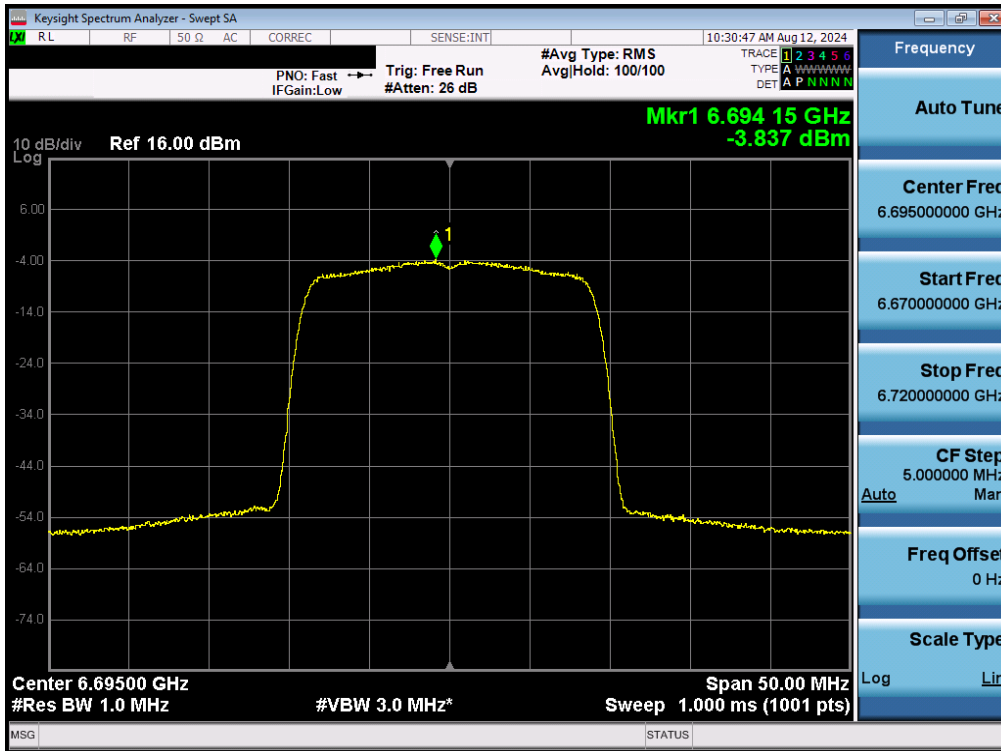 Keysight Spectrum Analyzer - Swept SA
LXI RL RF 50 Ω AC CORREC SENSE:INT 10:30:47 AM Aug 12, 2024
PNO: Fast Trig: Free Run #Avg Type: RMS TRACE 1 2 3 4 5 6
IFGain:Low #Atten: 26 dB Avg|Hold: 100/100 TYPE A WWWWW
DET A P N N N N
Mkr1 6.694 15 GHz
-3.837 dBm
10 dB/div Ref 16.00 dBm
Log
6.00
1
-4.00
-14.0
-24.0
-34.0
-44.0
-54.0
-64.0
-74.0
Center 6.69500 GHz Span 50.00 MHz
#Res BW 1.0 MHz #VBW 3.0 MHz* Sweep 1.000 ms (1001 pts)
MSG STATUS
Frequency
Auto Tune
Center Freq
6.695000000 GHz
Start Freq
6.670000000 GHz
Stop Freq
6.720000000 GHz
CF Step
5.000000 MHz
Auto Man
Freq Offset
0 Hz
Scale Type
Log Lin